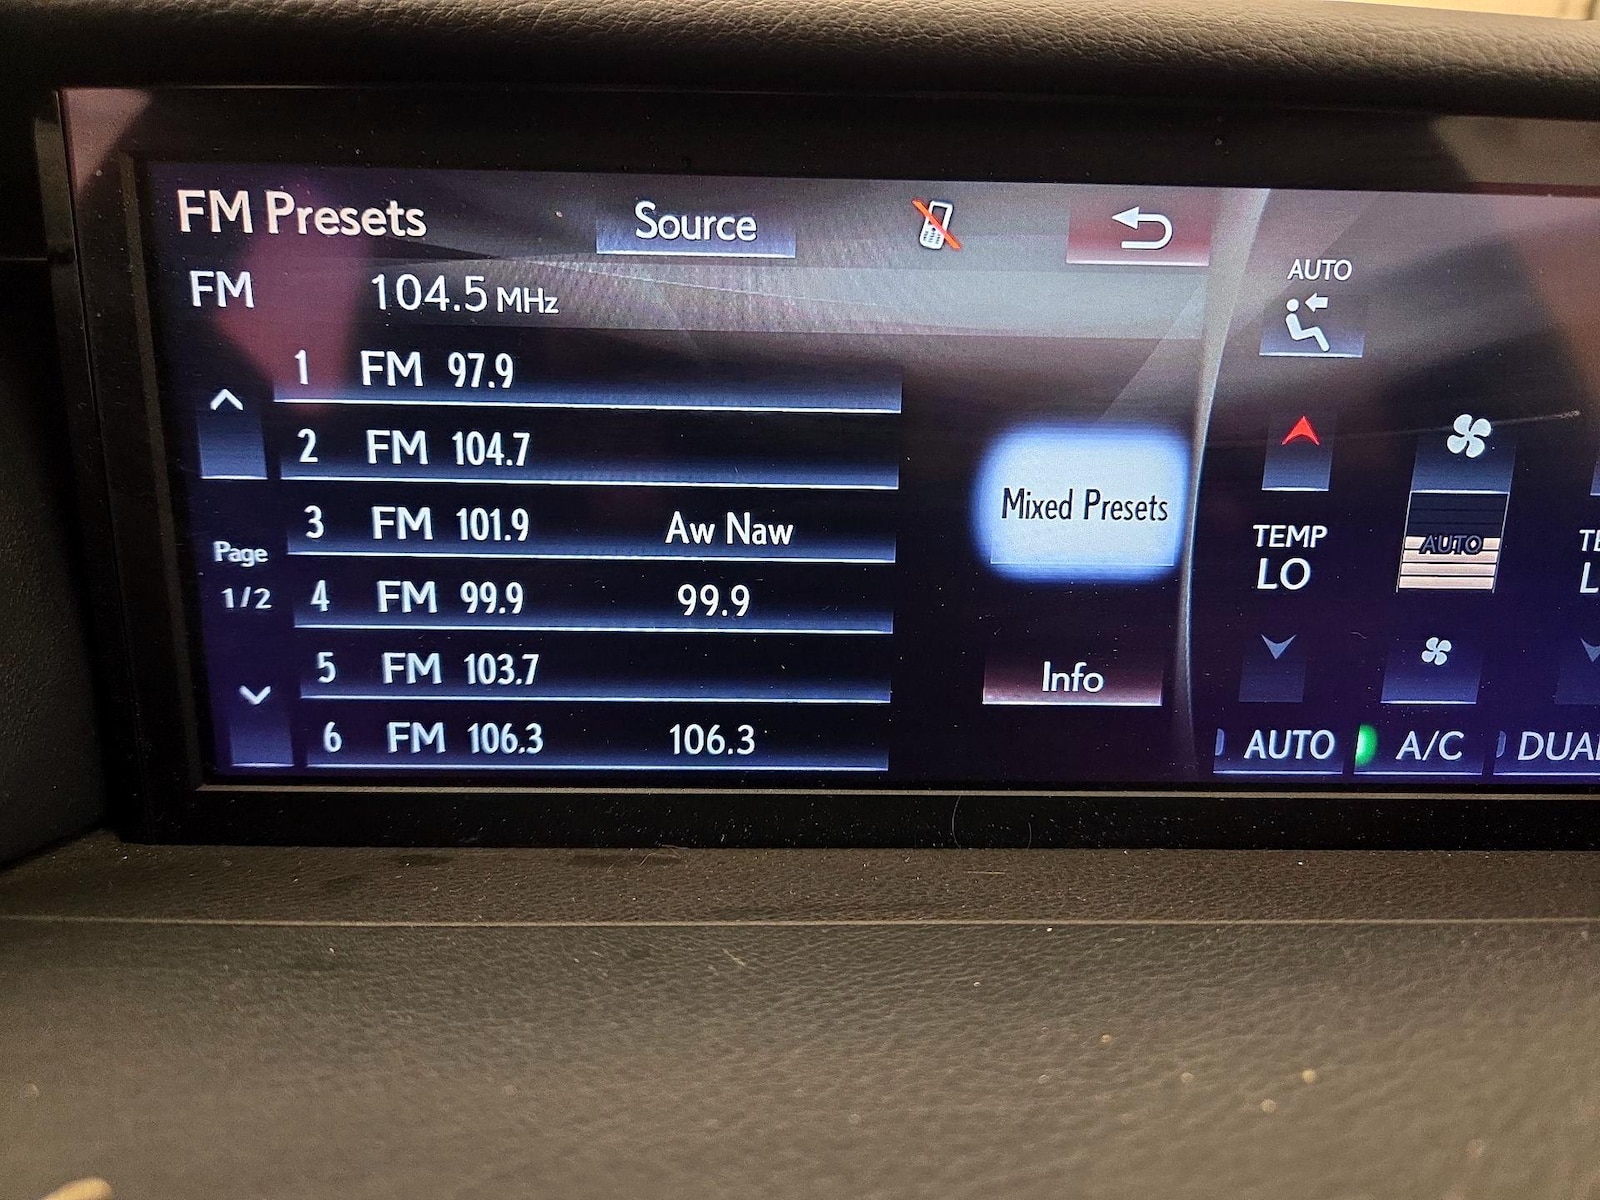 FM Presets
Source
FM 104.5 MHz
1 FM 97.9
2 FM 104.7
3 FM 101.9 Aw Naw
4 FM 99.9 99.9
5 FM 103.7
6 FM 106.3 106.3
Page
1/2
Mixed Presets
Info
AUTO
TEMP
LO
AUTO
AUTO
A/C